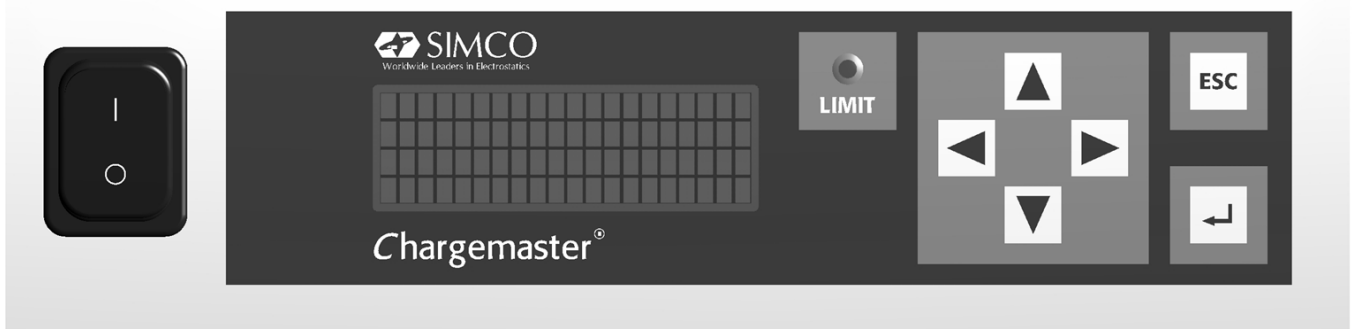 SIMCO
Worldwide Leaders in Electrostatics
LIMIT
ESC
Chargemaster®